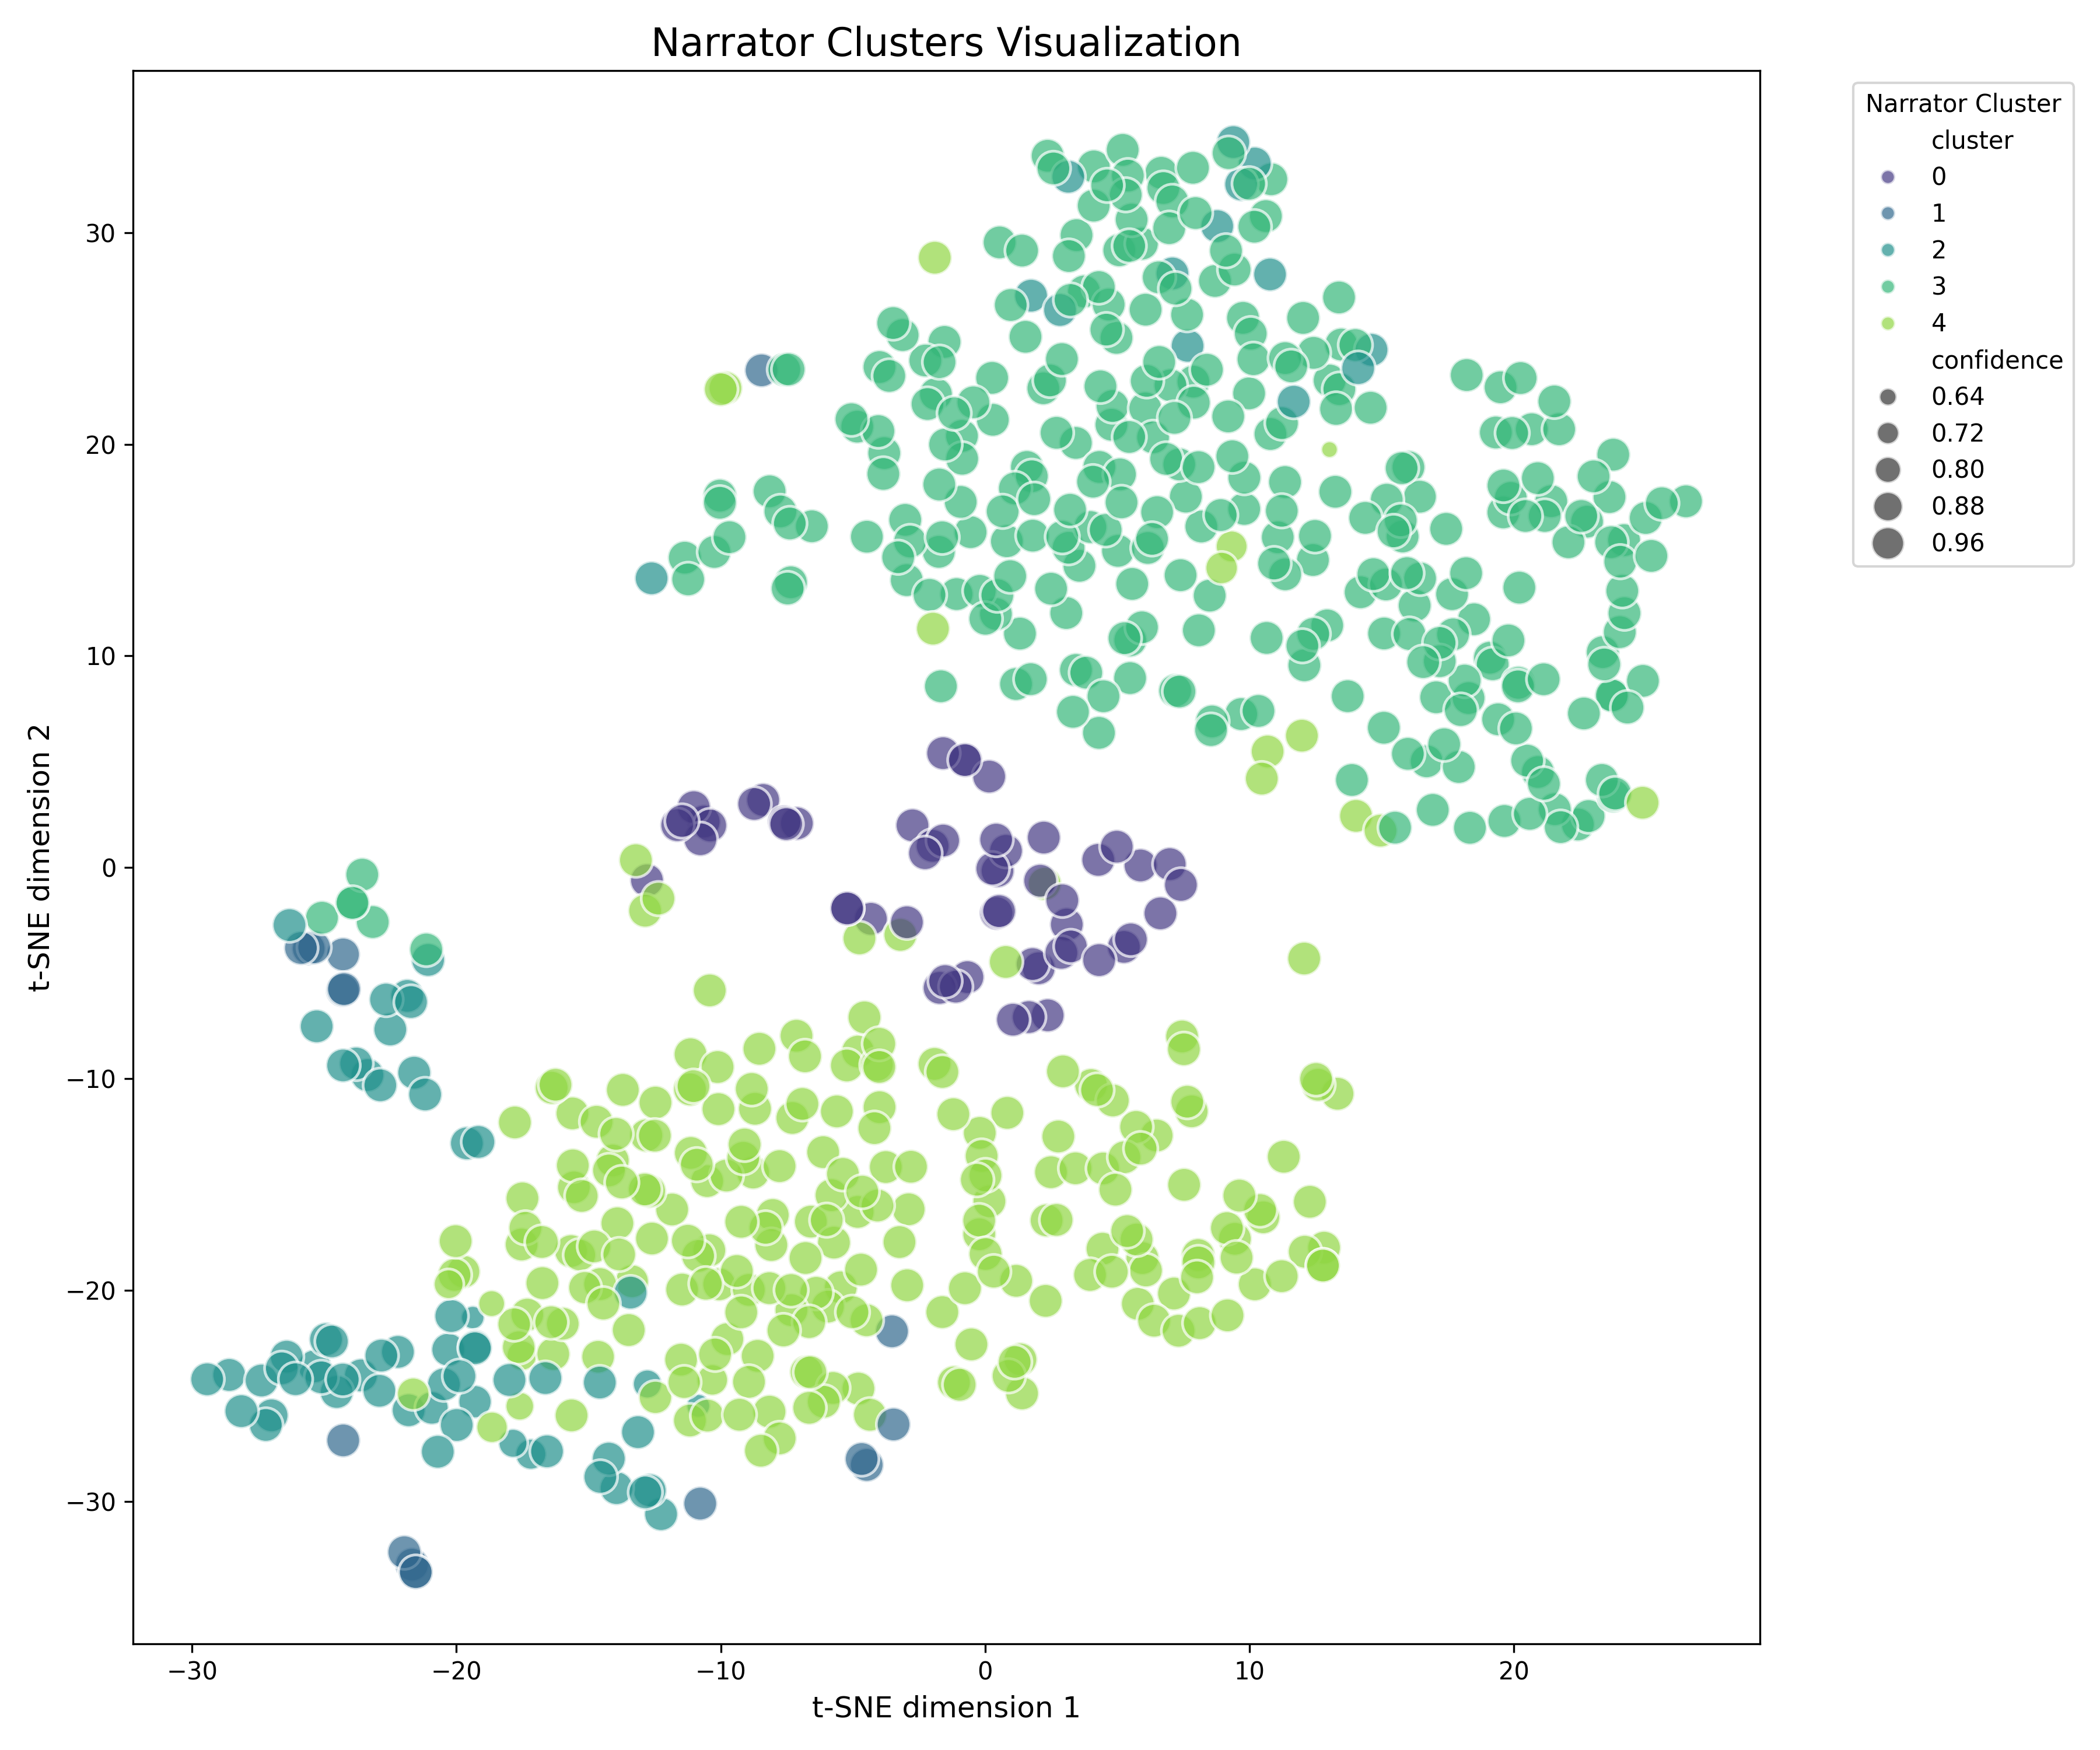 Narrator Clusters Visualization
Narrator Cluster
cluster
0
1
2
3
4
confidence
0.64
0.72
0.80
0.88
0.96
30
20
10
0
−10
−20
−30
t-SNE dimension 2
−30 −20 −10 0 10 20
t-SNE dimension 1